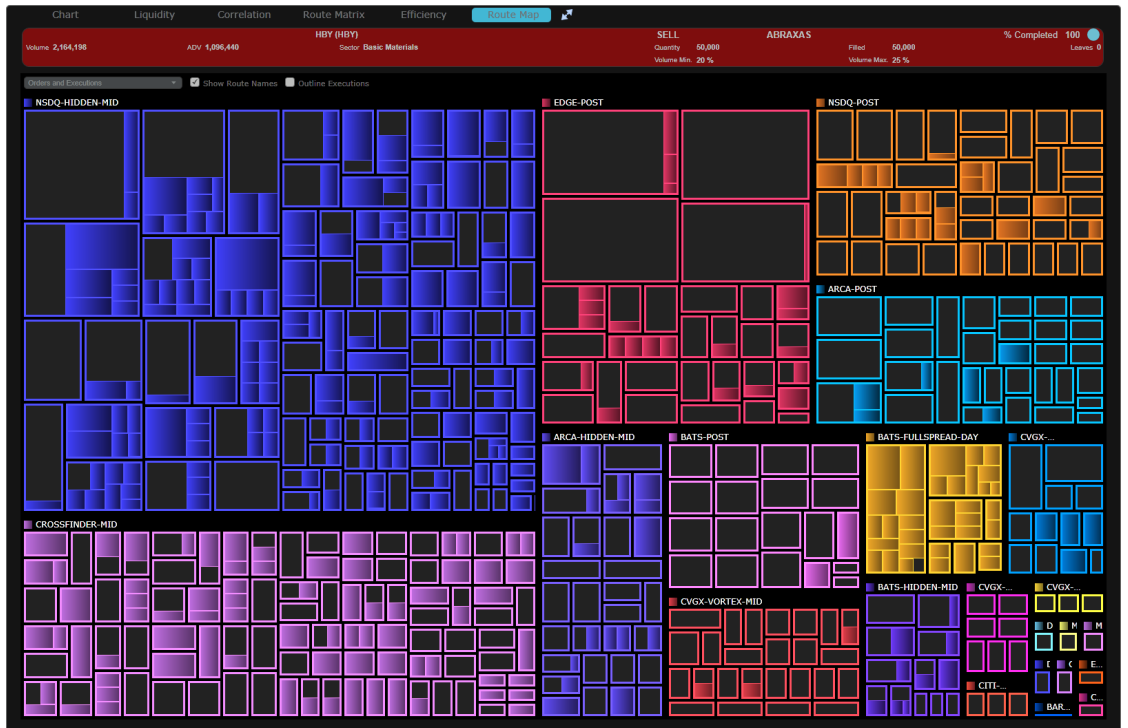 Chart Liquidity Correlation Route Matrix Efficiency Route Map
HBY (HBY) SELL ABRAXAS % Completed 100
Volume 2,164,198 ADV 1,096,440 Sector Basic Materials Quantity 50,000 Filled 50,000 Leaves 0
Volume Min. 20 % Volume Max. 25 %
Orders and Executions Show Route Names Outline Executions
NSDQ-HIDDEN-MID EDGE-POST NSDQ-POST
ARCA-POST
ARCA-HIDDEN-MID BATS-POST BATS-FULLSPREAD-DAY CVGX-...
CROSSFINDER-MID
BATS-HIDDEN-MID CVGX-... CVGX-...
CVGX-VORTEX-MID
D M M
C E...
CITI-...
C...
BAR...